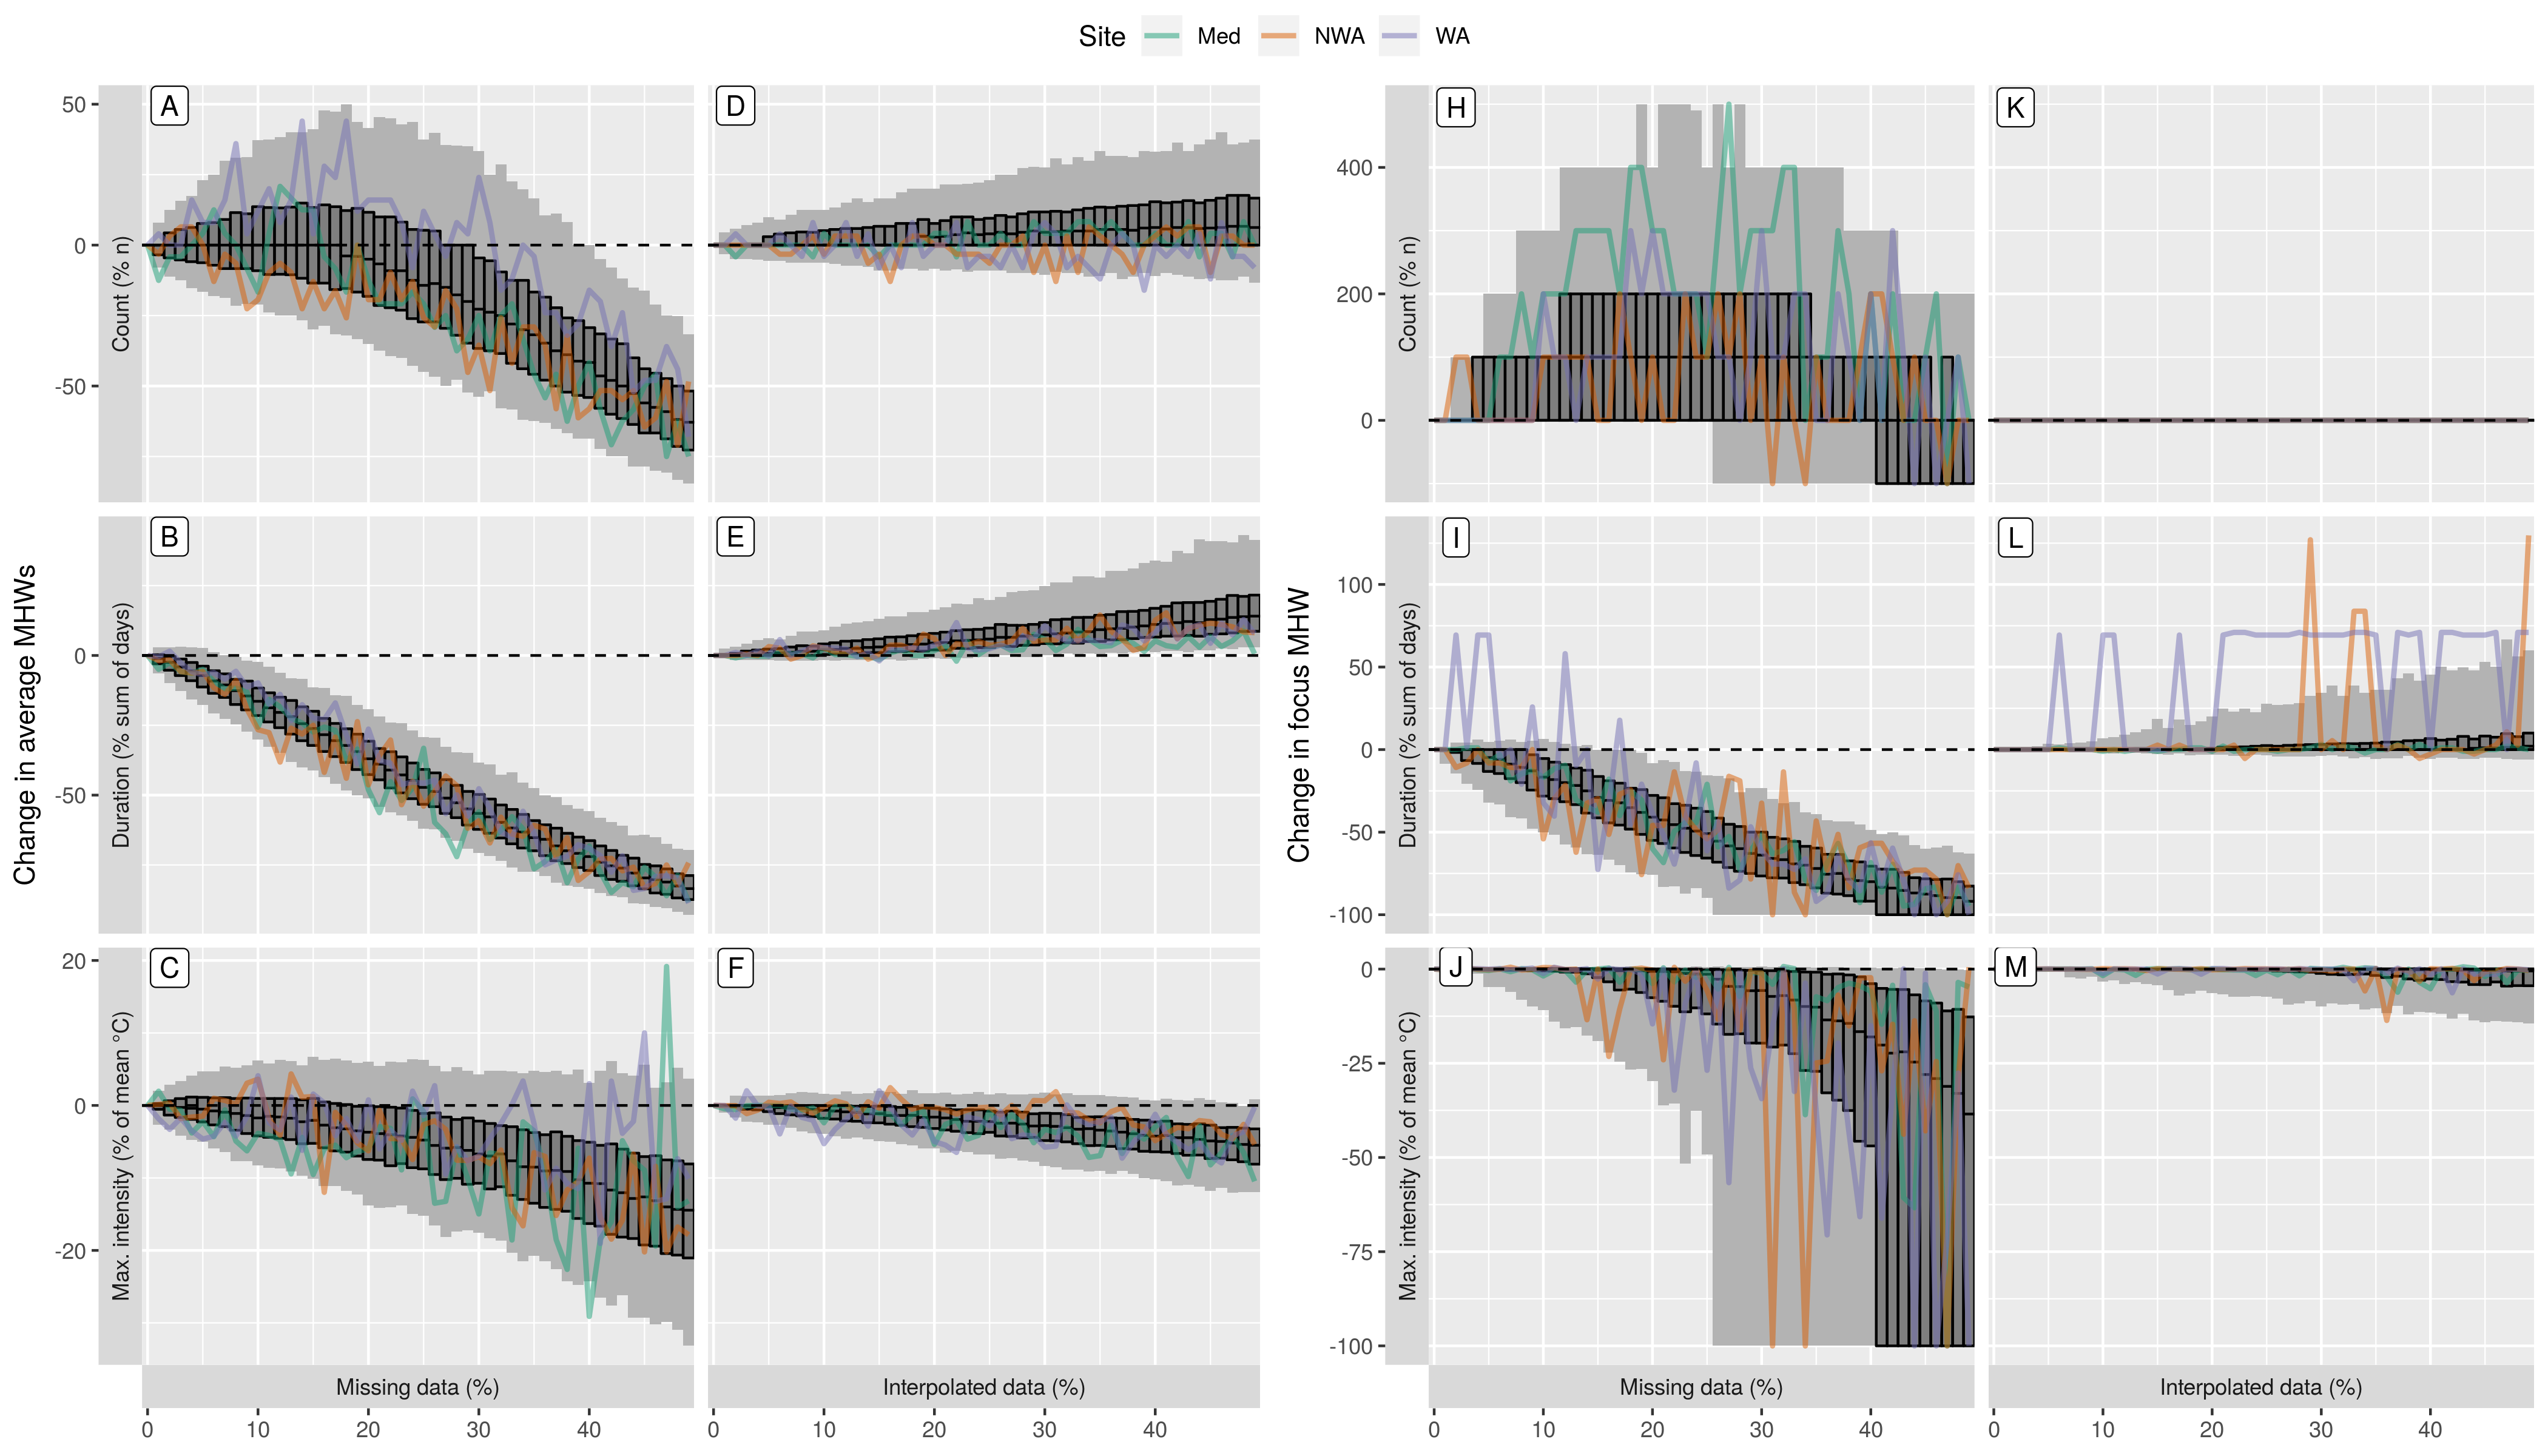 Site Med NWA WA
Change in average MHWs
Count (% n)
50
0
-50
A
D
Duration (% sum of days)
0
-50
B
E
Max. intensity (% of mean °C)
20
0
-20
C
F
Missing data (%)
Interpolated data (%)
0 10 20 30 40
0 10 20 30 40
Change in focus MHW
Count (% n)
400
200
0
H
K
Duration (% sum of days)
100
50
0
-50
-100
I
L
Max. intensity (% of mean °C)
0
-25
-50
-75
-100
J
M
Missing data (%)
Interpolated data (%)
0 10 20 30 40
0 10 20 30 40